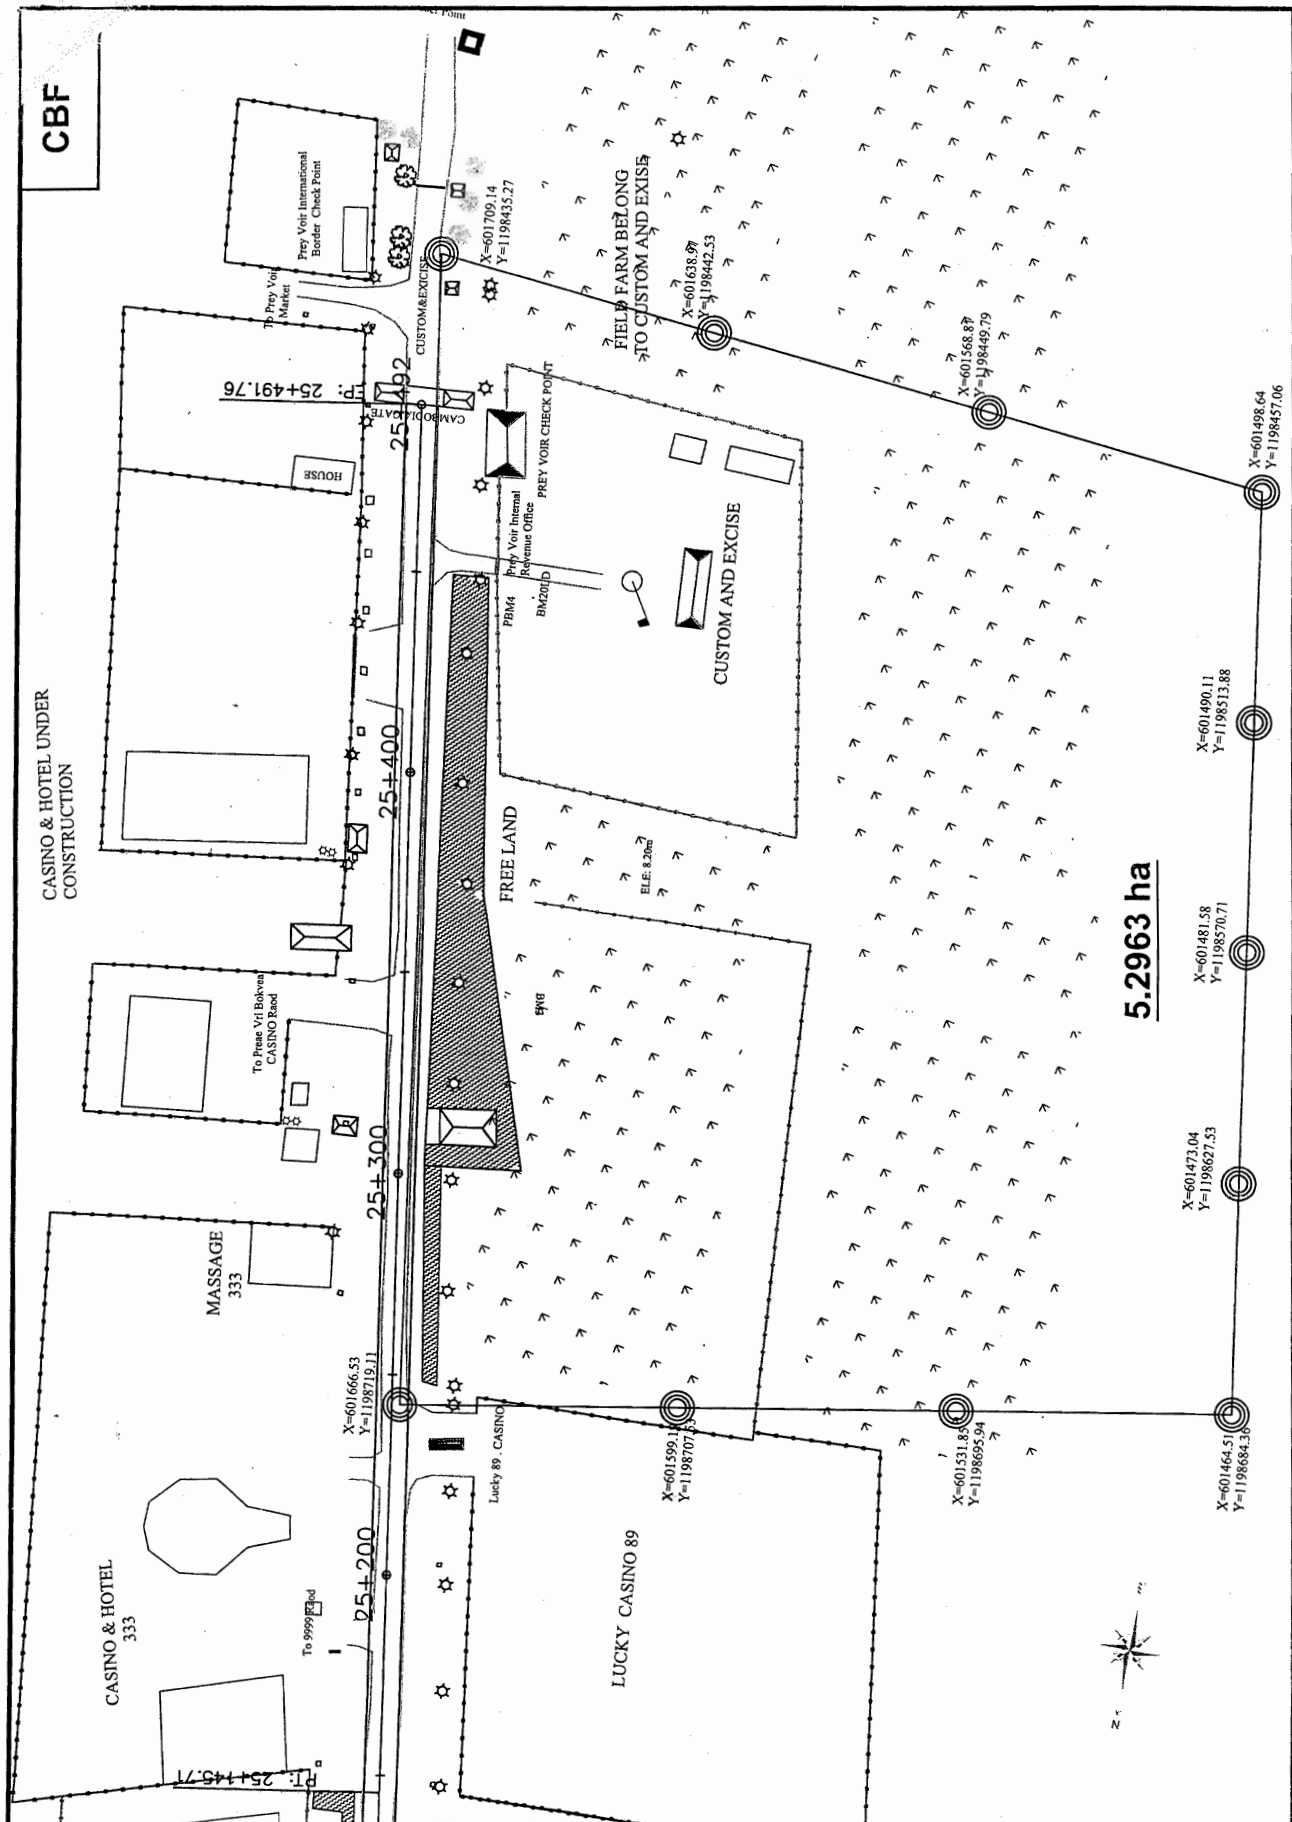 CBF
Prey Voir International
Border Check Point
To Prey Voir
Market
CUSTOM&EXICISE
X=601709.14
Y=1198435.27
FIELD FARM BELONG
TO CUSTOM AND EXISE
X=601638.97
Y=1198442.53
X=601568.81
Y=1198449.79
X=601498.64
Y=1198457.06
EP: 25+491.76
25+492
CAMBODIA GATE
HOUSE
PREY VOIR CHECK POINT
Prey Voir Internal
Revenue Office
PBM4
BM20
CUSTOM AND EXCISE
CASINO & HOTEL UNDER
CONSTRUCTION
25+400
FREE LAND
ELE: 8.20m
X=601490.11
Y=1198513.88
X=601481.58
Y=1198570.71
5.2963 ha
To Preae Vri Bokvea
CASINO Raod
25+300
X=601473.04
Y=1198627.53
MASSAGE
333
X=601666.53
Y=1198719.11
Lucky 89 . CASINO
Y=1198707.53
X=601531.85
Y=1198695.94
X=601464.51
Y=1198684.36
CASINO & HOTEL
333
To 9999 Raod
25+200
LUCKY CASINO 89
PT: 25+145.71
N